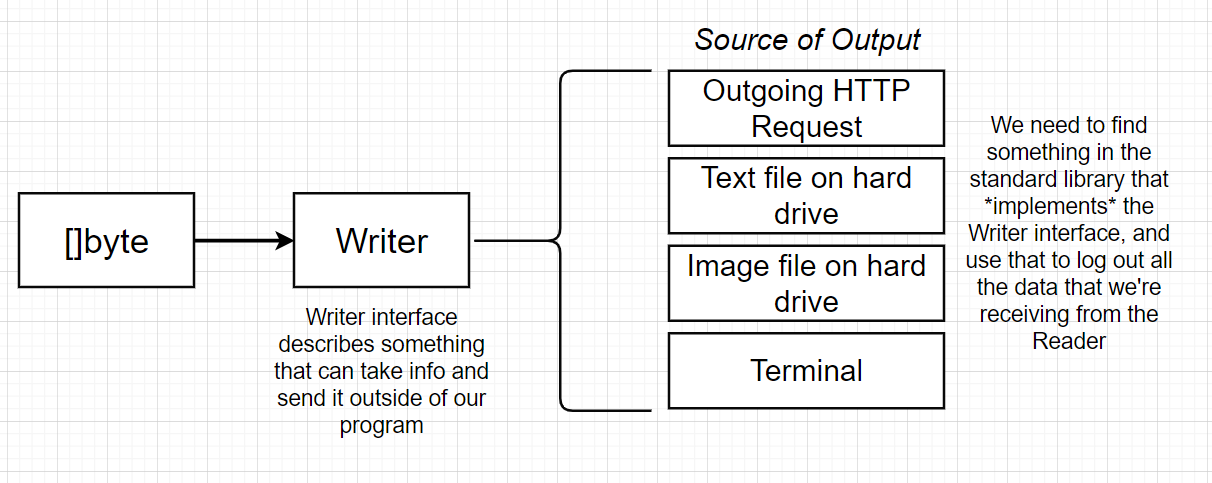 Source of Output
Outgoing HTTP
Request
Text file on hard
drive
Image file on hard
drive
Terminal
[]byte
Writer
Writer interface
describes something
that can take info and
send it outside of our
program
We need to find
something in the
standard library that
*implements* the
Writer interface, and
use that to log out all
the data that we're
receiving from the
Reader